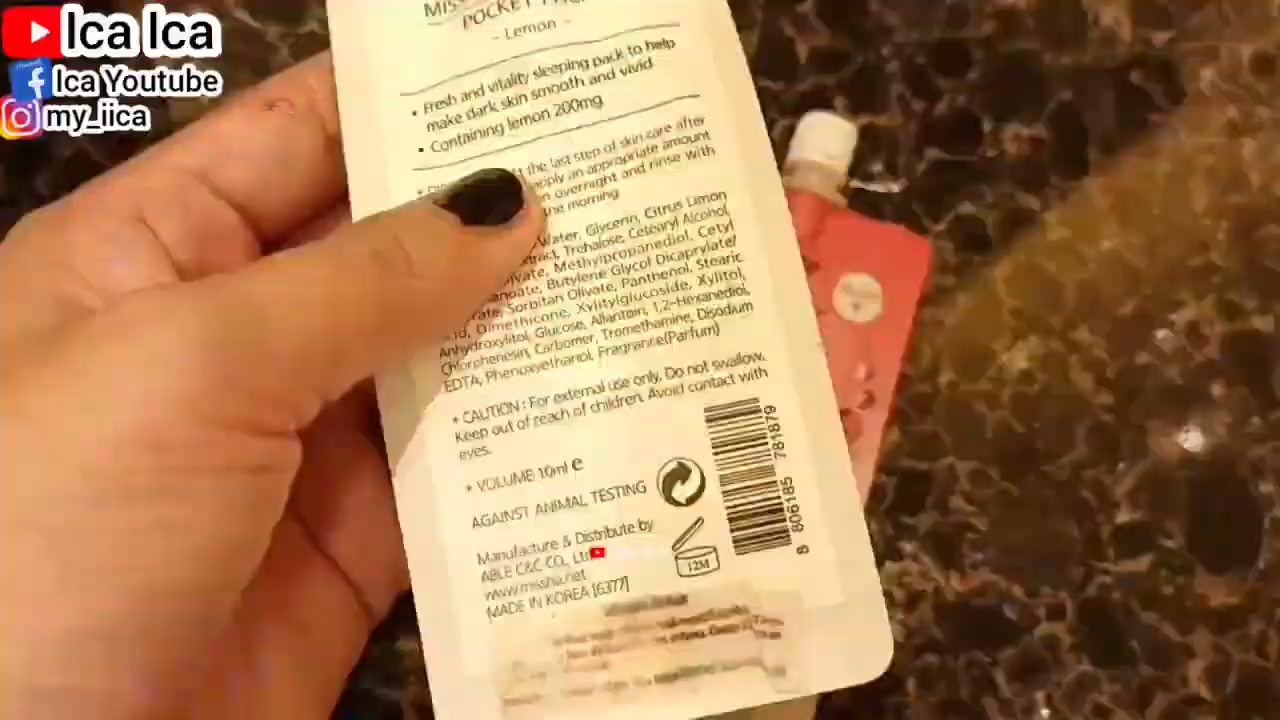 Ica Ica
Ica Youtube
my_iica
POCKET
- Lemon -
• Fresh and vitality sleeping pack to help
make dark skin smooth and vivid
• Containing lemon 200mg
the last step of skin care after
apply an appropriate amount
overnight and rinse with
the morning
Water, Glycerin, Citrus Limon
Trehalose, Cetearyl Alcohol,
Methylpropanediol, Cetyl
Butylene Glycol Dicaprylate/
Sorbitan Olivate, Panthenol, Stearic
Dimethicone, Xylitylglucoside, Xylitol,
Anhydroxylitol, Glucose, Allantoin, 1,2-Hexanediol,
Chlorphenesin, Carbomer, Tromethamine, Disodium
EDTA, Phenoxyethanol, Fragrance(Parfum)
* CAUTION : For external use only. Do not swallow.
Keep out of reach of children. Avoid contact with
eyes.
* VOLUME 10ml e
AGAINST ANIMAL TESTING
Manufacture & Distribute by
ABLE C&C CO., Ltd
www.missha.net
MADE IN KOREA [6377]
12M
8 806185 781879